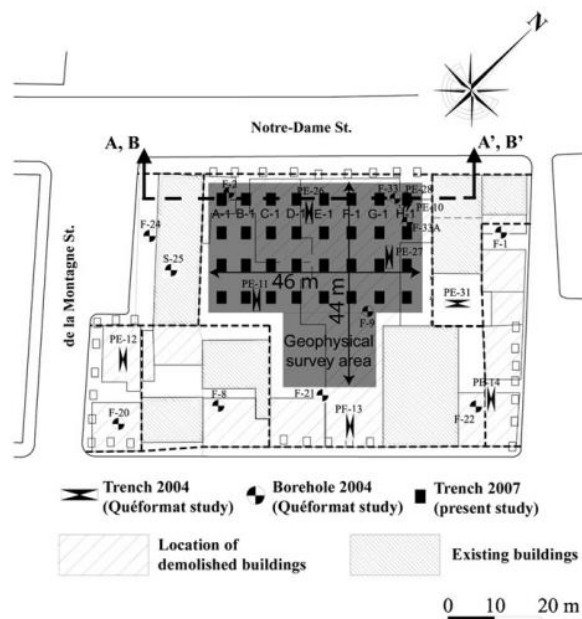 N
Notre-Dame St.
A, B
A', B'
de la Montagne St.
F-2
PE-26
F-33
PE-28
PE-10
A-1 B-1 C-1 D-1 E-1 F-1 G-1 H-1
F-33A
F-24
F-1
S-25
PE-27
46 m
44 m
PE-11
PE-31
F-9
PE-12
Geophysical
survey area
F-8
F-21
PE-14
F-20
PE-13
F-22
Trench 2004
(Quéformat study)
Borehole 2004
(Quéformat study)
Trench 2007
(present study)
Location of
demolished buildings
Existing buildings
0 10 20 m